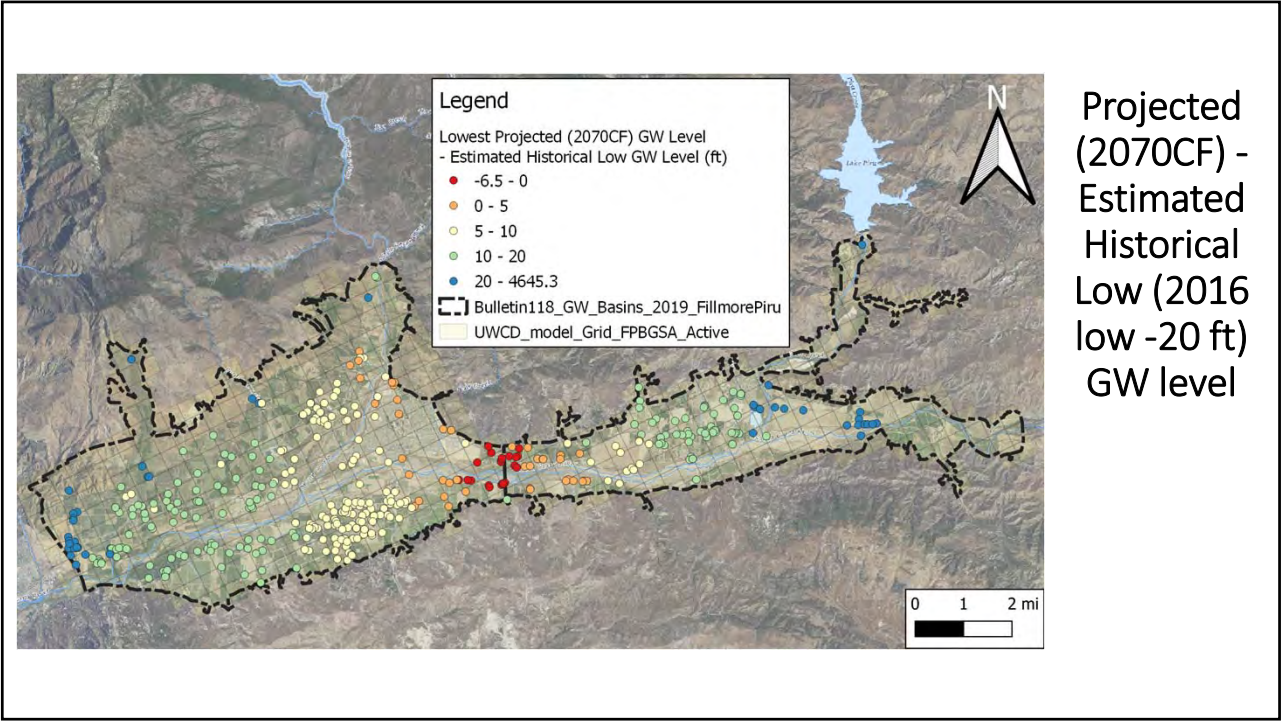 Legend
Lowest Projected (2070CF) GW Level
- Estimated Historical Low GW Level (ft)
-6.5 - 0
0 - 5
5 - 10
10 - 20
20 - 4645.3
Bulletin118_GW_Basins_2019_FillmorePiru
UWCD_model_Grid_FPBGSA_Active
Lake Piru
N
0 1 2 mi
Projected
(2070CF) -
Estimated
Historical
Low (2016
low -20 ft)
GW level